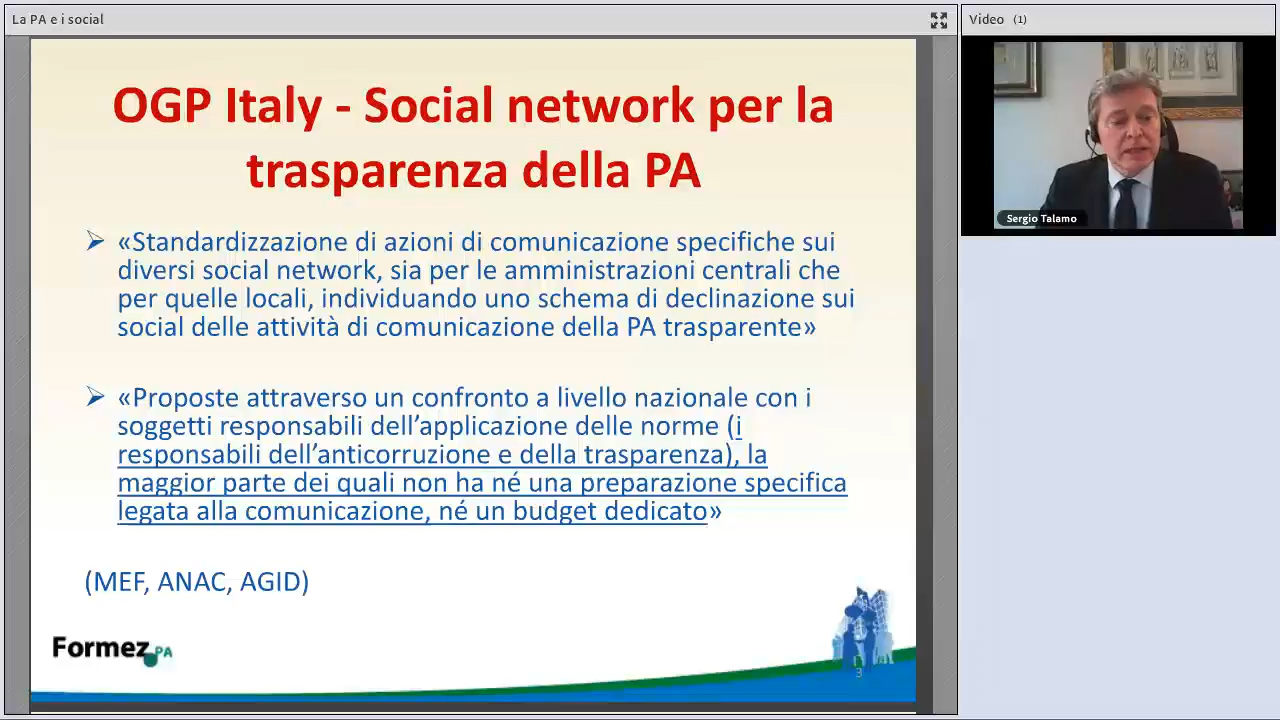 La PA e i social
Video (1)
OGP Italy - Social network per la
trasparenza della PA
«Standardizzazione di azioni di comunicazione specifiche sui
diversi social network, sia per le amministrazioni centrali che
per quelle locali, individuando uno schema di declinazione sui
social delle attività di comunicazione della PA trasparente»
«Proposte attraverso un confronto a livello nazionale con i
soggetti responsabili dell’applicazione delle norme (i
responsabili dell’anticorruzione e della trasparenza), la
maggior parte dei quali non ha né una preparazione specifica
legata alla comunicazione, né un budget dedicato»
(MEF, ANAC, AGID)
Formez PA
3
Sergio Talamo